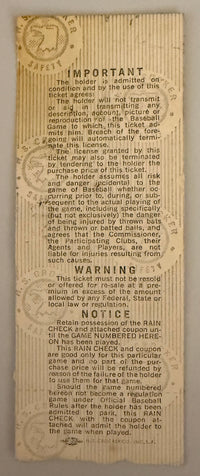 IMPORTANT
The holder is admitted on
condition and by the use of this
ticket agrees:
The holder will not transmit
or aid in transmitting any
description, account, picture or
reproduction of the Baseball
Game to which this ticket ad-
mits him. Breach of the fore-
going will automatically termi-
nate this license.
The license granted by this
ticket may also be terminated
by tendering to the holder the
purchase price of this ticket.
The holder assumes all risk
and danger incidental to the
game of Baseball whether oc-
curring prior to, during, or sub-
sequent to the actual playing of
the game, including specifically
(but not exclusively) the danger
of being injured by thrown bats
and thrown or batted balls, and
agrees that the Commissioner,
the Participating Clubs, their
Agents and Players, are not
liable for injuries resulting from
such causes.
WARNING
This ticket must not be resold
or offered for re-sale at a pre-
mium in excess of the amount
allowed by any Federal, State or
local law or regulation.
NOTICE
Retain possession of the RAIN
CHECK and attached coupon un-
til the GAME NUMBERED HERE-
ON has been played.
This RAIN CHECK and coupon
are good only for this particular
game and no part of the pur-
chase price will be refunded by
reason of the failure of the holder
to use them for that game.
Should the game numbered
hereon not become a regulation
game under Official Baseball
Rules after the holder has been
admitted to park, this RAIN
CHECK with the coupon at-
tached will admit the holder to
the game when played.
SAFETY